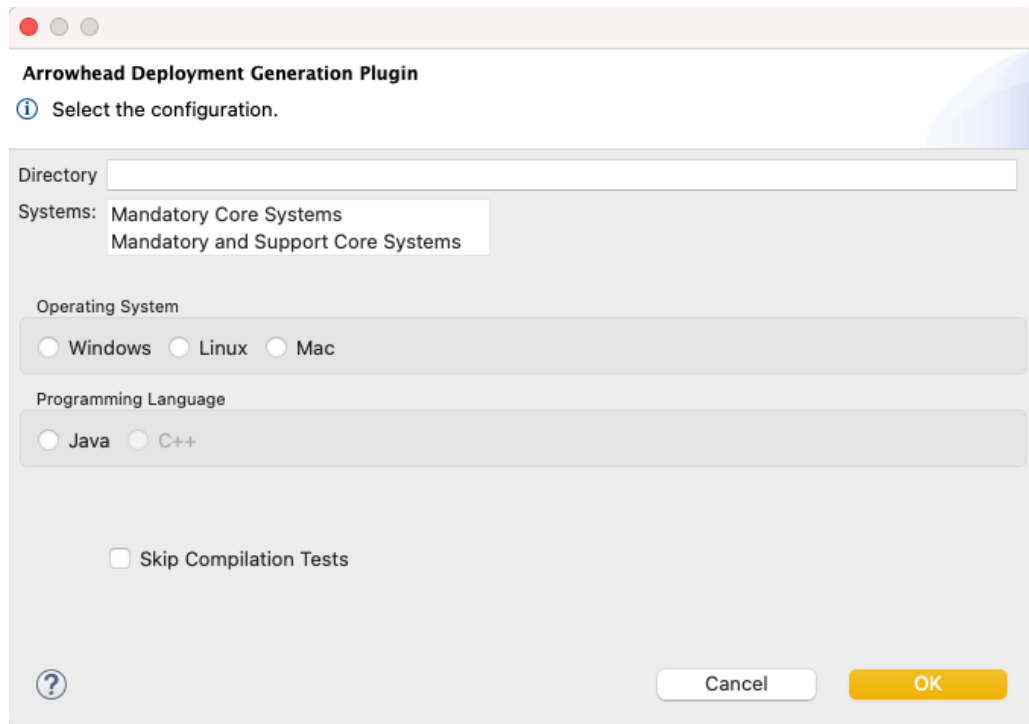 Arrowhead Deployment Generation Plugin
Select the configuration.
Directory
Systems: Mandatory Core Systems
Mandatory and Support Core Systems
Operating System
Windows Linux Mac
Programming Language
Java C++
Skip Compilation Tests
? Cancel OK